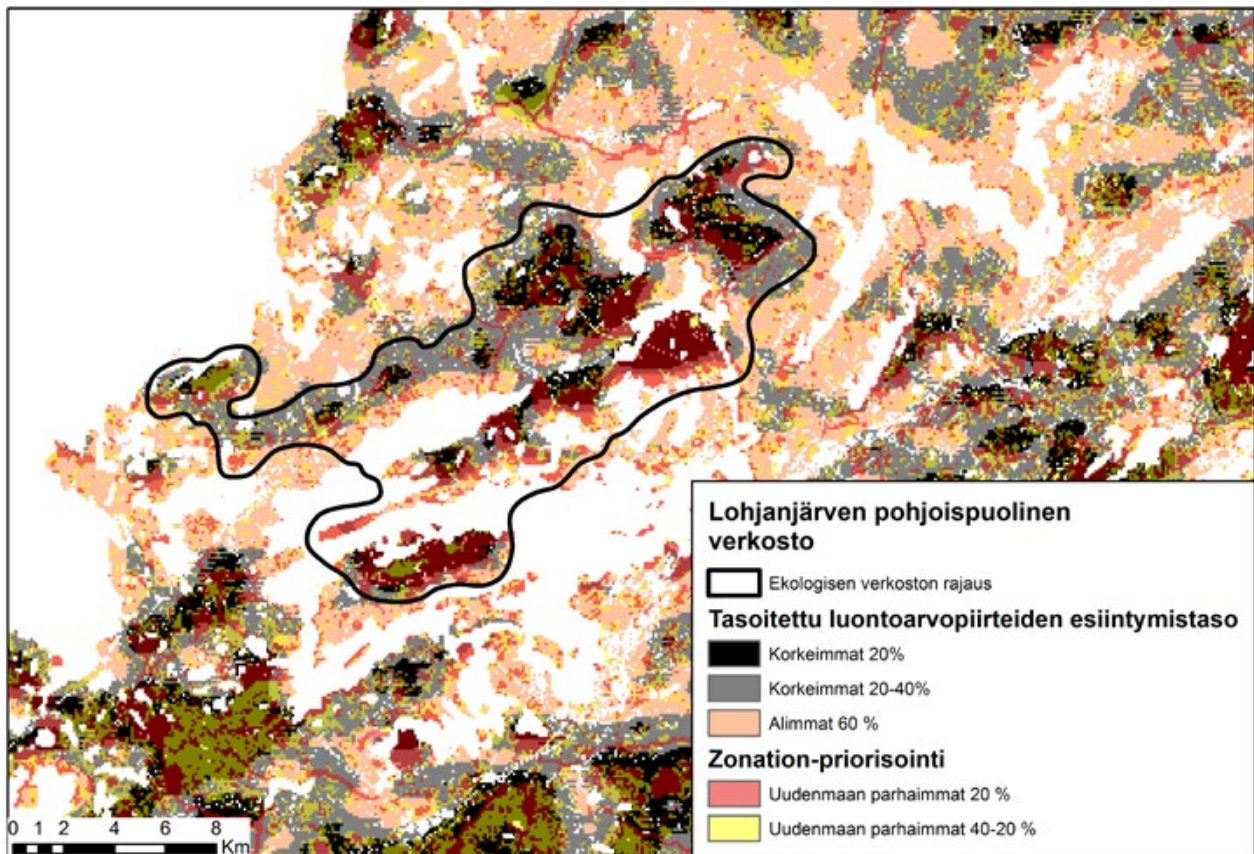 Lohjanjärven pohjoispuolinen
verkosto
Ekologisen verkoston rajaus
Tasoitettu luontoarvopiirteiden esiintymistaso
Korkeimmat 20%
Korkeimmat 20-40%
Alimmat 60 %
Zonation-priorisointi
Uudenmaan parhaimmat 20 %
Uudenmaan parhaimmat 40-20 %
0 1 2 4 6 8
Km